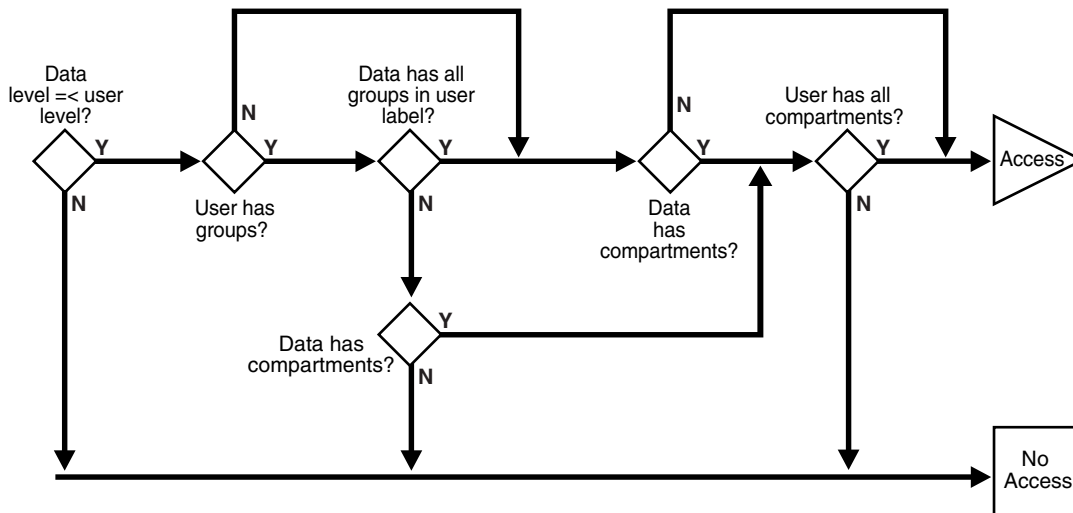 Data
level =< user
level?
N
Y
N
User has
groups?
Y
Data has all
groups in user
label?
Y
N
Data has
compartments?
Y
N
N
Y
Data
has
compartments?
User has all
compartments?
Y
N
Access
No
Access